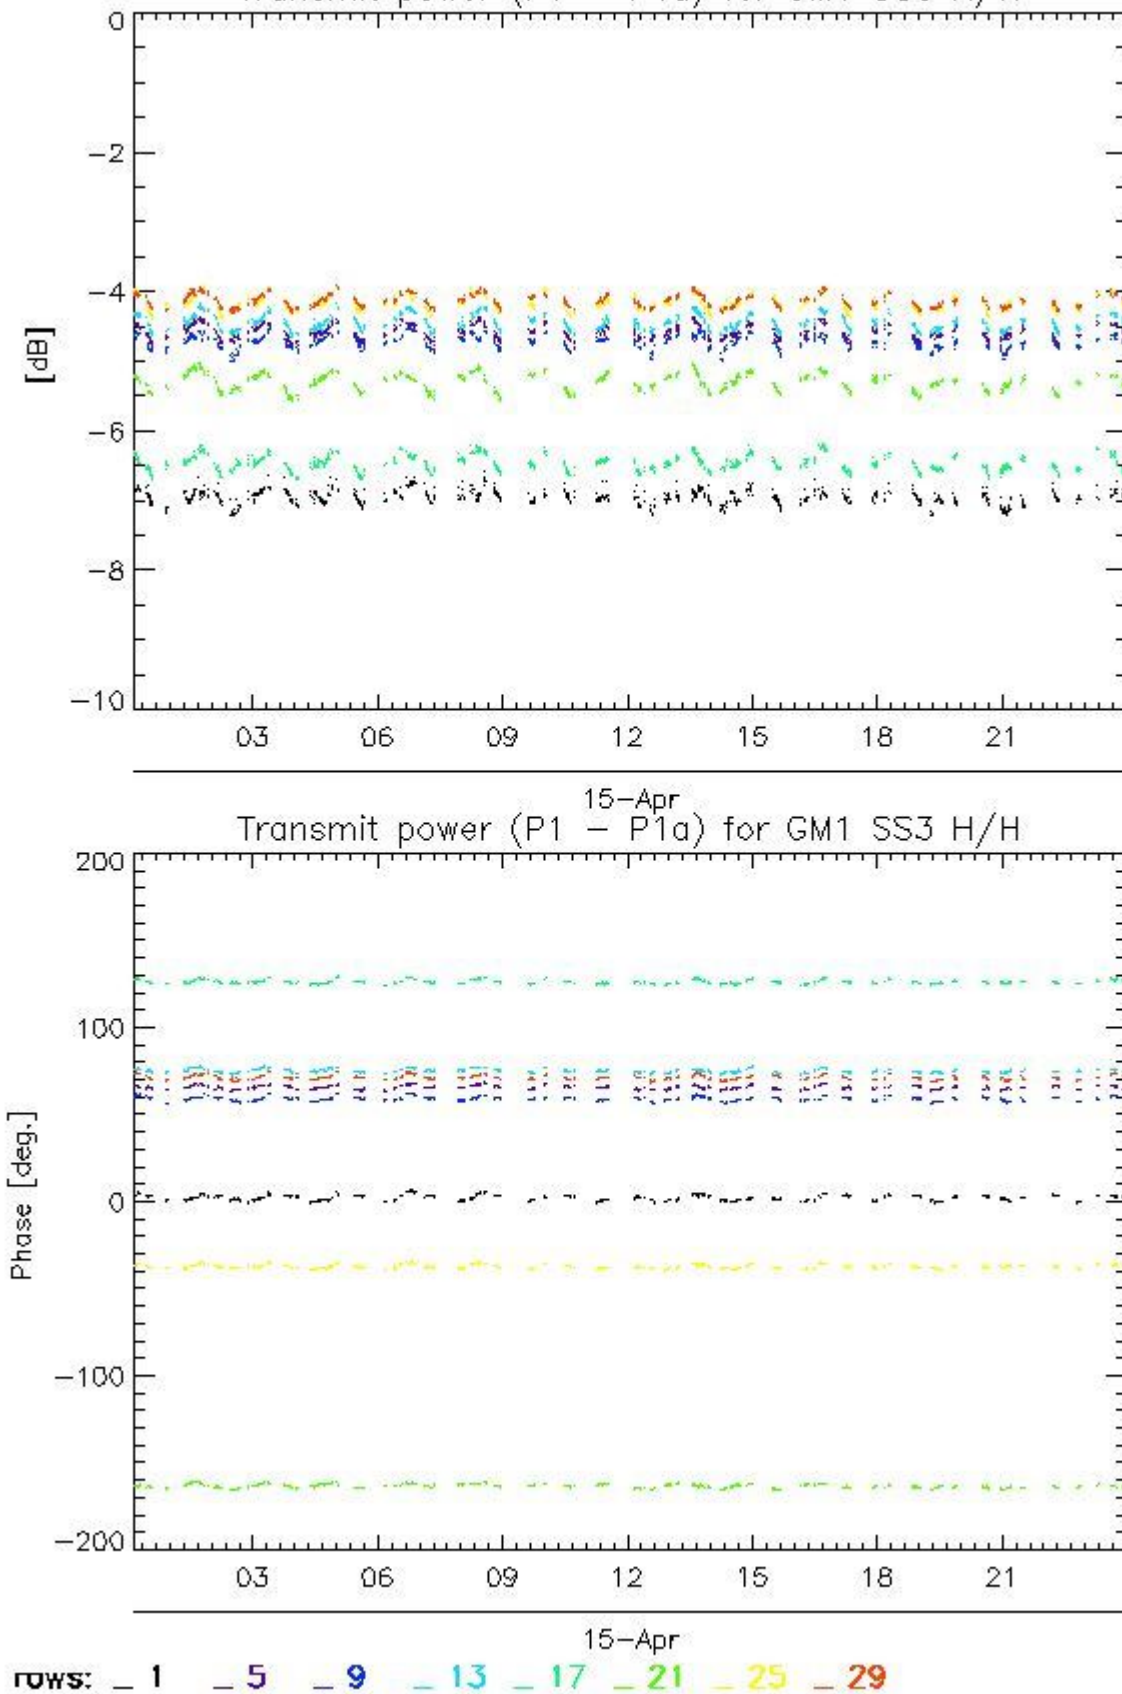 0
−2
−4
[dB]
−6
−8
−10
03 06 09 12 15 18 21
15−Apr
Transmit power (P1 − P1a) for GM1 SS3 H/H
200
100
Phase [deg.]
0
−100
−200
03 06 09 12 15 18 21
15−Apr
rows: _ 1 _ 5 _ 9 _ 13 _ 17 _ 21 _ 25 _ 29